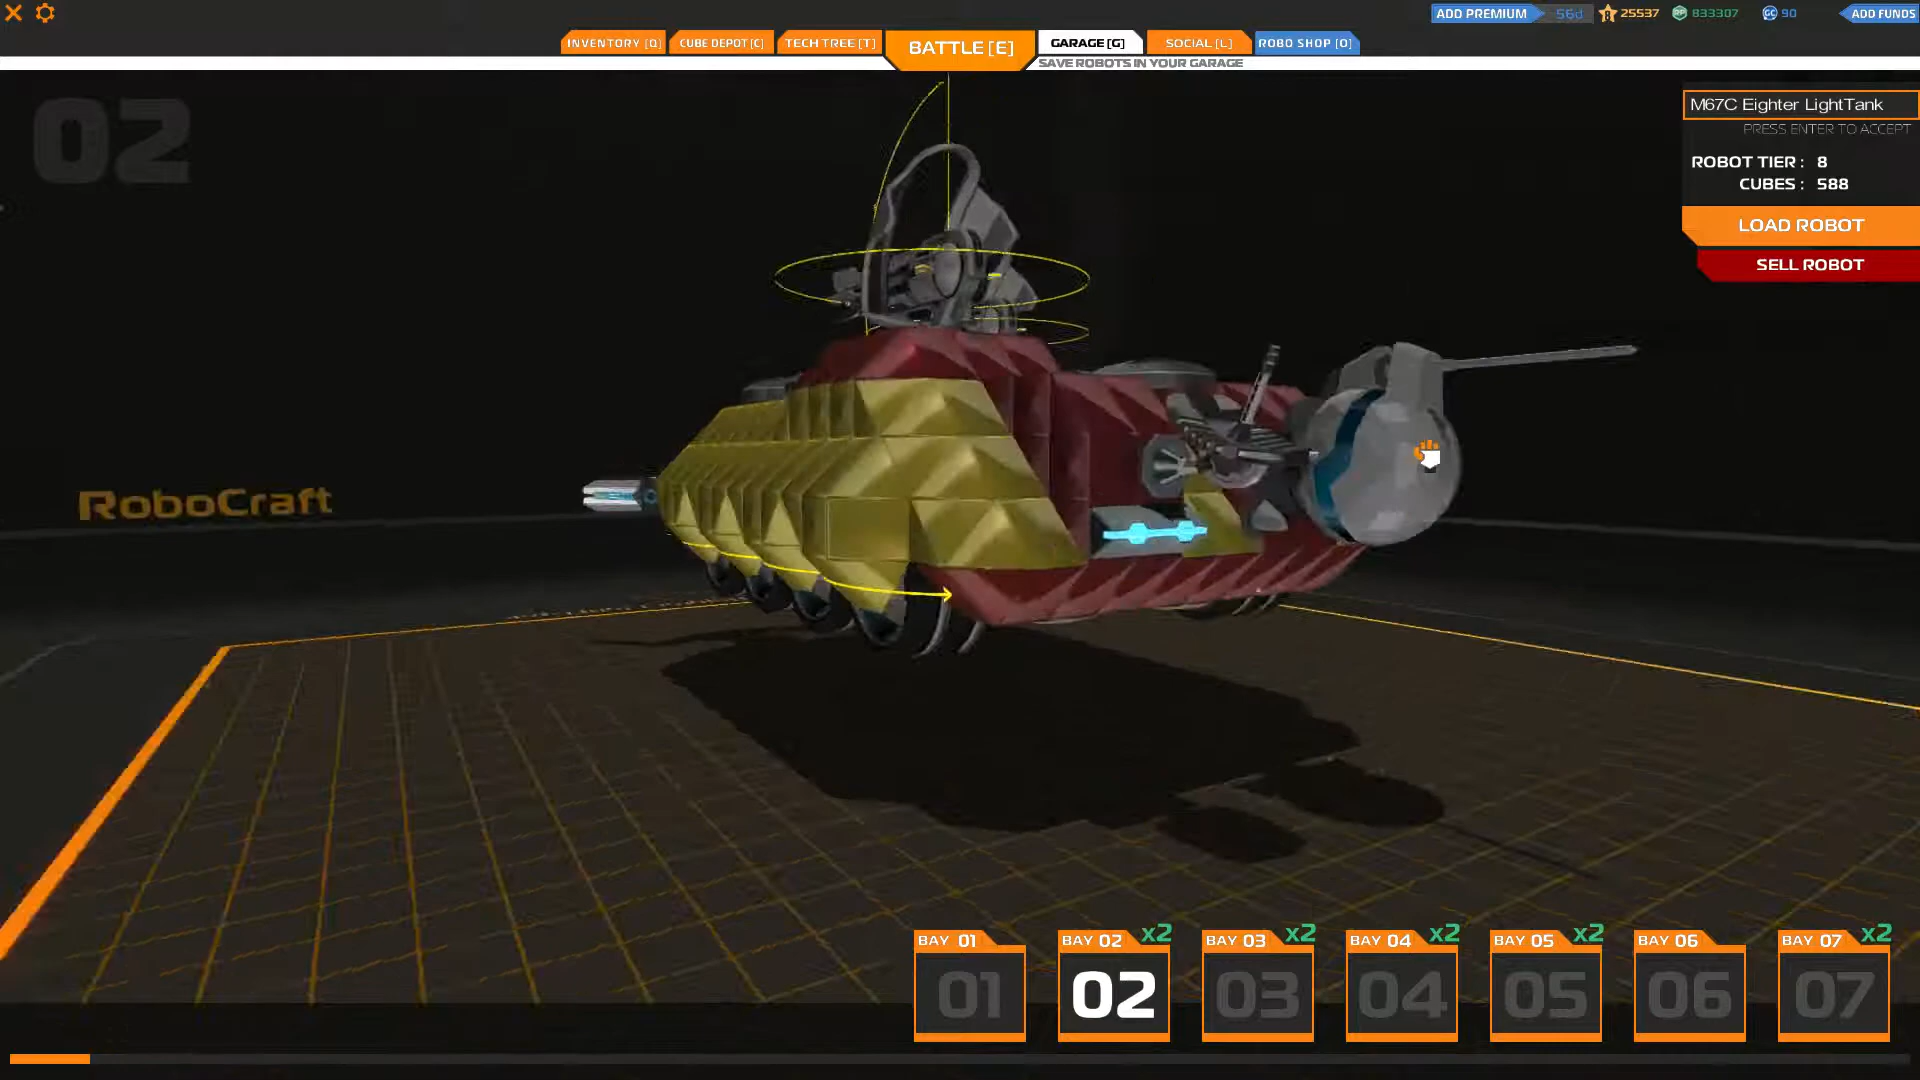 ADD PREMIUM 56d 25537 RP 833307 GC 90 ADD FUNDS
INVENTORY [Q] CUBE DEPOT [C] TECH TREE [T] BATTLE [E] GARAGE [G] SOCIAL [L] ROBO SHOP [O]
SAVE ROBOTS IN YOUR GARAGE
02
M67C Eighter LightTank
PRESS ENTER TO ACCEPT
ROBOT TIER : 8
CUBES : 588
LOAD ROBOT
SELL ROBOT
RoboCraft
BAY 01 BAY 02 x2 BAY 03 x2 BAY 04 x2 BAY 05 x2 BAY 06 BAY 07 x2
01 02 03 04 05 06 07